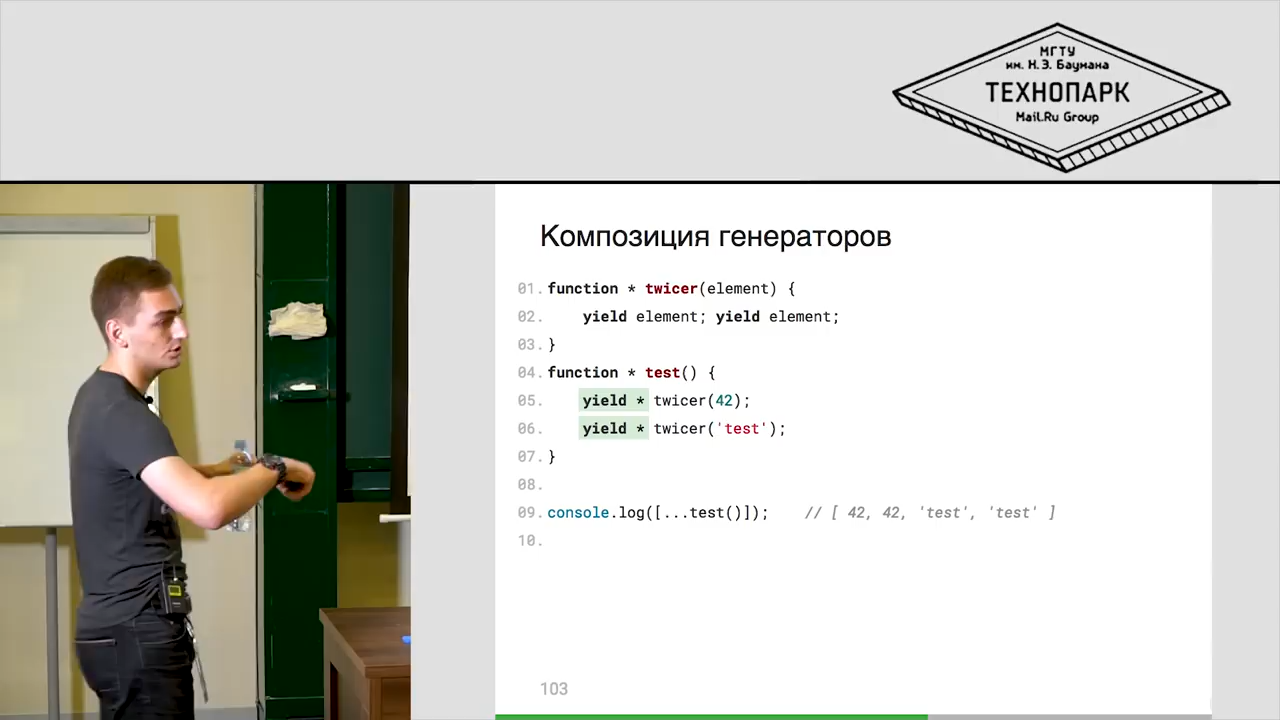 МГТУ
им. Н.Э. Баумана
ТЕХНОПАРК
Mail.Ru Group
Композиция генераторов
01. function * twicer(element) {
02. yield element; yield element;
03. }
04. function * test() {
05. yield * twicer(42);
06. yield * twicer('test');
07. }
08.
09. console.log([...test()]); // [ 42, 42, 'test', 'test' ]
10.
103